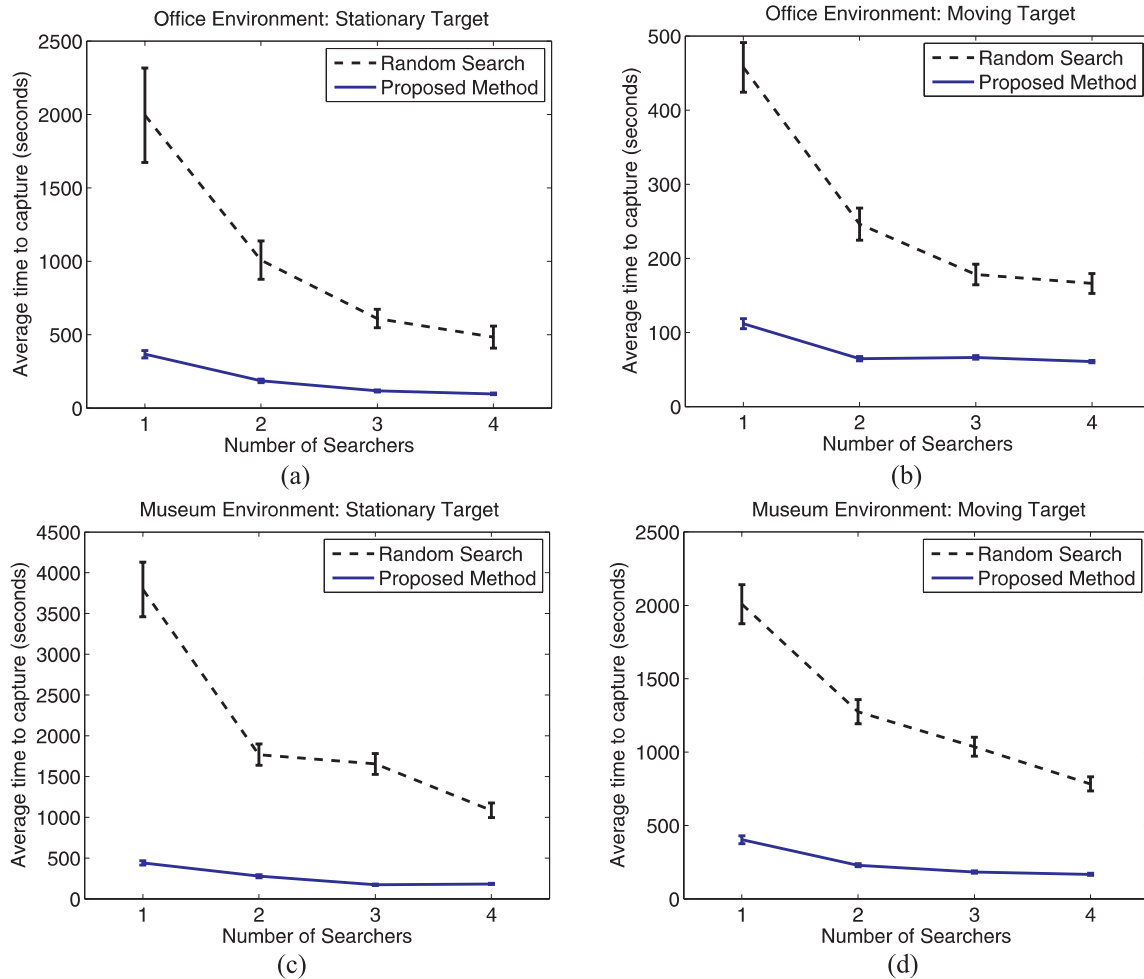 Office Environment: Stationary Target
2500
2000
1500
1000
500
0
Average time to capture (seconds)
Random Search
Proposed Method
1 2 3 4
Number of Searchers
(a)
Office Environment: Moving Target
500
400
300
200
100
0
Average time to capture (seconds)
Random Search
Proposed Method
1 2 3 4
Number of Searchers
(b)
Museum Environment: Stationary Target
4500
4000
3500
3000
2500
2000
1500
1000
500
0
Average time to capture (seconds)
Random Search
Proposed Method
1 2 3 4
Number of Searchers
(c)
Museum Environment: Moving Target
2500
2000
1500
1000
500
0
Average time to capture (seconds)
Random Search
Proposed Method
1 2 3 4
Number of Searchers
(d)